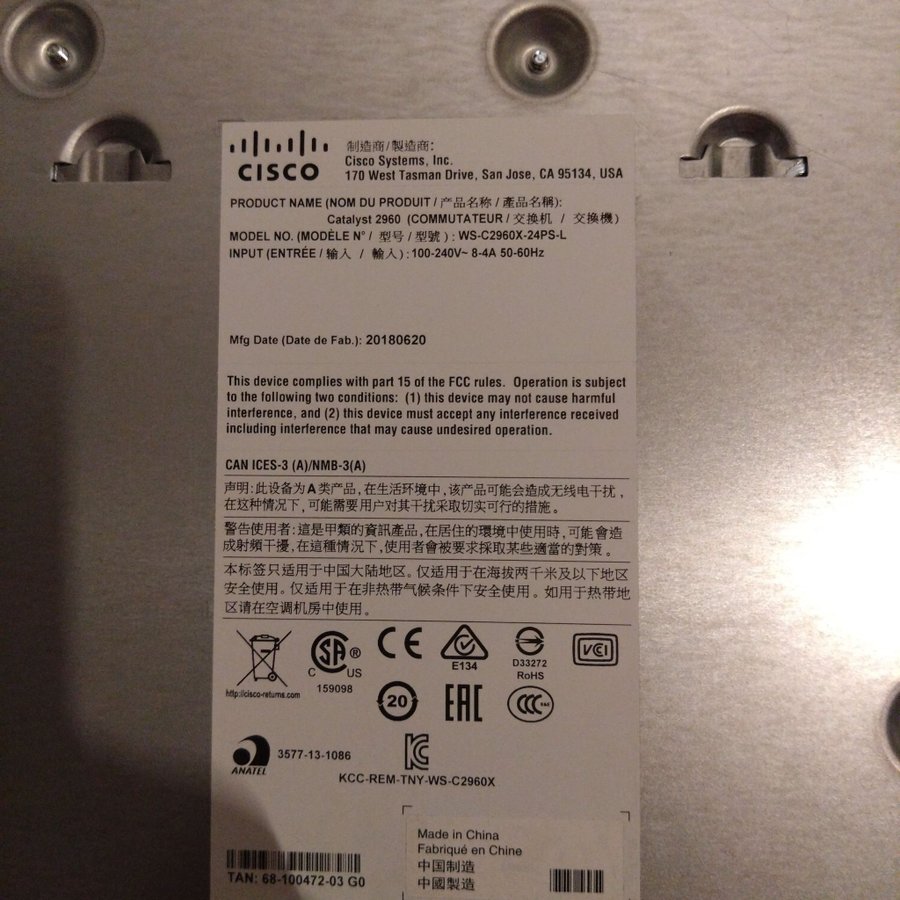 CISCO
制造商/製造商:
Cisco Systems, Inc.
170 West Tasman Drive, San Jose, CA 95134, USA
PRODUCT NAME (NOM DU PRODUIT / 产品名称 / 產品名稱):
Catalyst 2960 (COMMUTATEUR / 交换机 / 交換機)
MODEL NO. (MODÈLE N° / 型号 / 型號) : WS-C2960X-24PS-L
INPUT (ENTRÉE / 输入 / 輸入) : 100-240V~ 8-4A 50-60Hz
Mfg Date (Date de Fab.): 20180620
This device complies with part 15 of the FCC rules. Operation is subject
to the following two conditions: (1) this device may not cause harmful
interference, and (2) this device must accept any interference received
including interference that may cause undesired operation.
CAN ICES-3 (A)/NMB-3(A)
声明:此设备为A类产品,在生活环境中,该产品可能会造成无线电干扰,
在这种情况下,可能需要用户对其干扰采取切实可行的措施。
警告使用者:這是甲類的資訊產品,在居住的環境中使用時,可能會造
成射頻干擾,在這種情況下,使用者會被要求採取某些適當的對策。
本标签只适用于中国大陆地区。仅适用于在海拔两千米及以下地区
安全使用。仅适用于在非热带气候条件下安全使用。如用于热带地
区请在空调机房中使用。
http://cisco-returns.com
C SA ® US
159098
CE
E134
D33272
RoHS
VCI
20
EAC
CCC S&E
ANATEL
3577-13-1086
KC
KCC-REM-TNY-WS-C2960X
Made in China
Fabriqué en Chine
中国制造
中國製造
TAN: 68-100472-03 G0